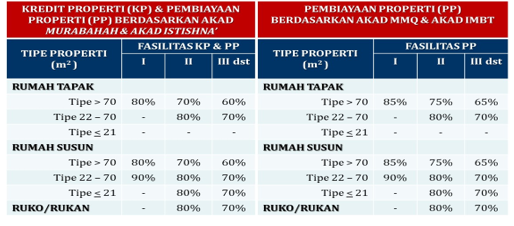 KREDIT PROPERTI (KP) & PEMBIAYAAN
PROPERTI (PP) BERDASARKAN AKAD
MURABAHAH & AKAD ISTISHNA'
TIPE PROPERTI
(m²)
FASILITAS KP & PP
I II III dst
RUMAH TAPAK
Tipe > 70 80% 70% 60%
Tipe 22 – 70 - 80% 70%
Tipe ≤ 21 - - -
RUMAH SUSUN
Tipe > 70 80% 70% 60%
Tipe 22 – 70 90% 80% 70%
Tipe ≤ 21 - 80% 70%
RUKO/RUKAN - 80% 70%
PEMBIAYAAN PROPERTI (PP)
BERDASARKAN AKAD MMQ & AKAD IMBT
TIPE PROPERTI
(m²)
FASILITAS PP
I II III dst
RUMAH TAPAK
Tipe > 70 85% 75% 65%
Tipe 22 – 70 - 80% 70%
Tipe ≤ 21 - - -
RUMAH SUSUN
Tipe > 70 85% 75% 65%
Tipe 22 – 70 90% 80% 70%
Tipe ≤ 21 - 80% 70%
RUKO/RUKAN - 80% 70%